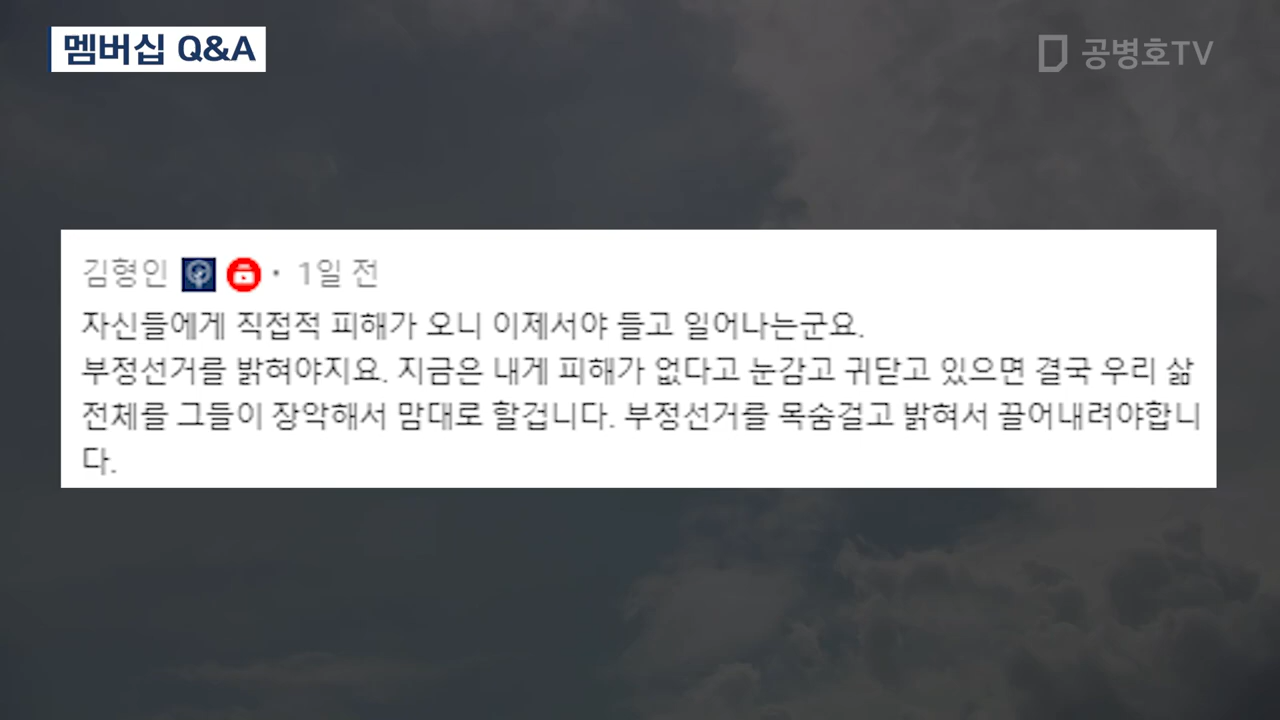 멤버십 Q&A
공병호TV
김형인 · 1일 전
자신들에게 직접적 피해가 오니 이제서야 들고 일어나는군요.
부정선거를 밝혀야지요. 지금은 내게 피해가 없다고 눈감고 귀닫고 있으면 결국 우리 삶
전체를 그들이 장악해서 맘대로 할겁니다. 부정선거를 목숨걸고 밝혀서 끌어내려야합니
다.